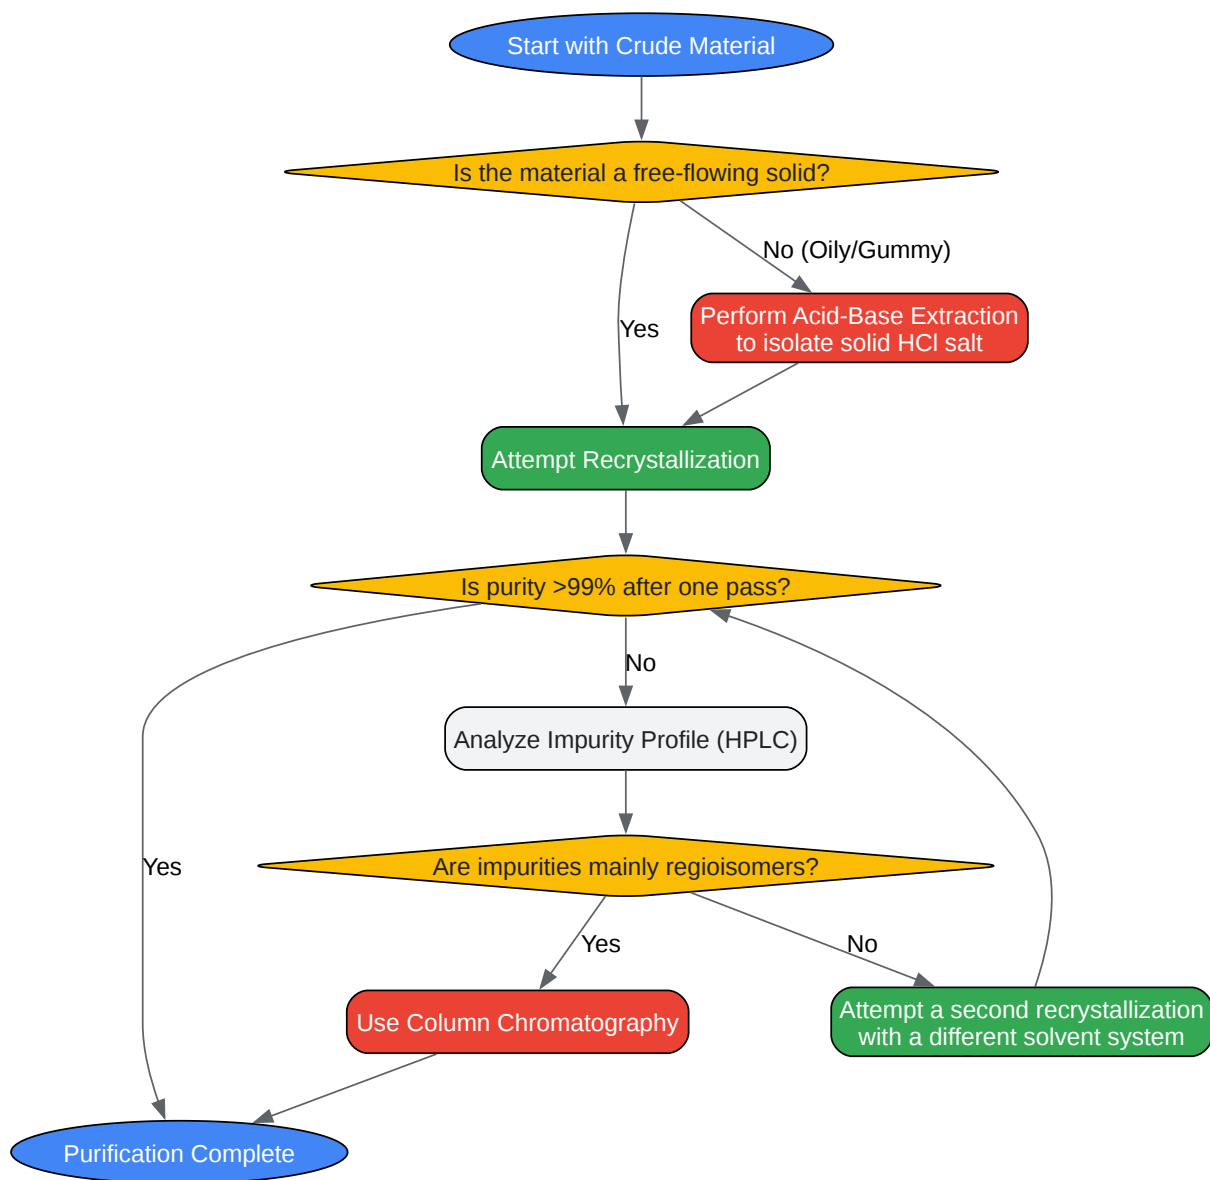 Start with Crude Material
Is the material a free-flowing solid?
No (Oily/Gummy)
Yes
Perform Acid-Base Extraction
to isolate solid HCl salt
Attempt Recrystallization
Is purity >99% after one pass?
No
Analyze Impurity Profile (HPLC)
Yes
Are impurities mainly regioisomers?
Yes
No
Use Column Chromatography
Attempt a second recrystallization
with a different solvent system
Purification Complete